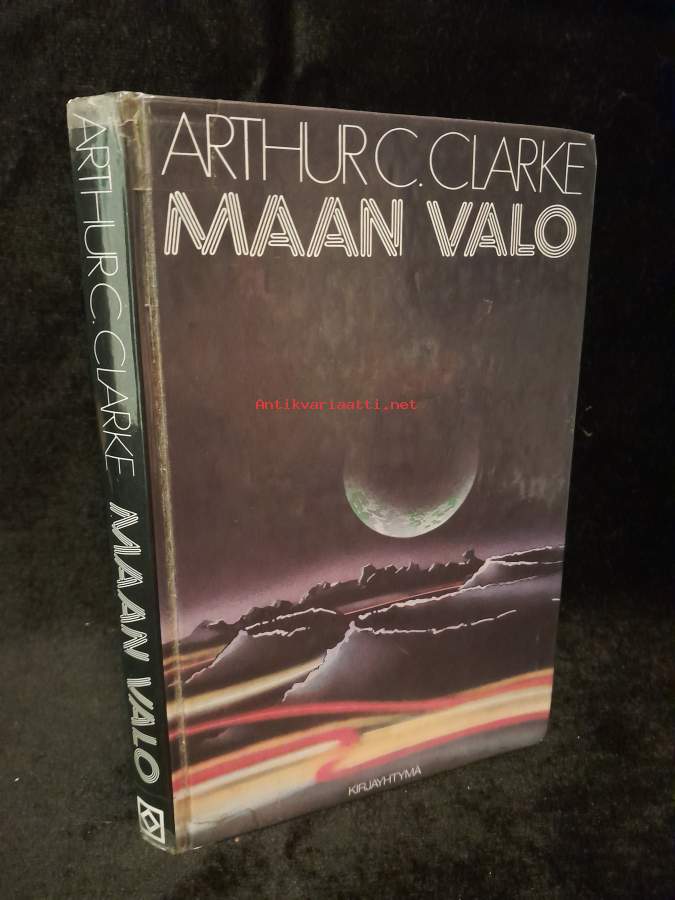 ARTHUR C. CLARKE
MAAN VALO
Antikvariaatti.net
KIRJAYHTYMÄ
ARTHUR C. CLARKE MAAN VALO